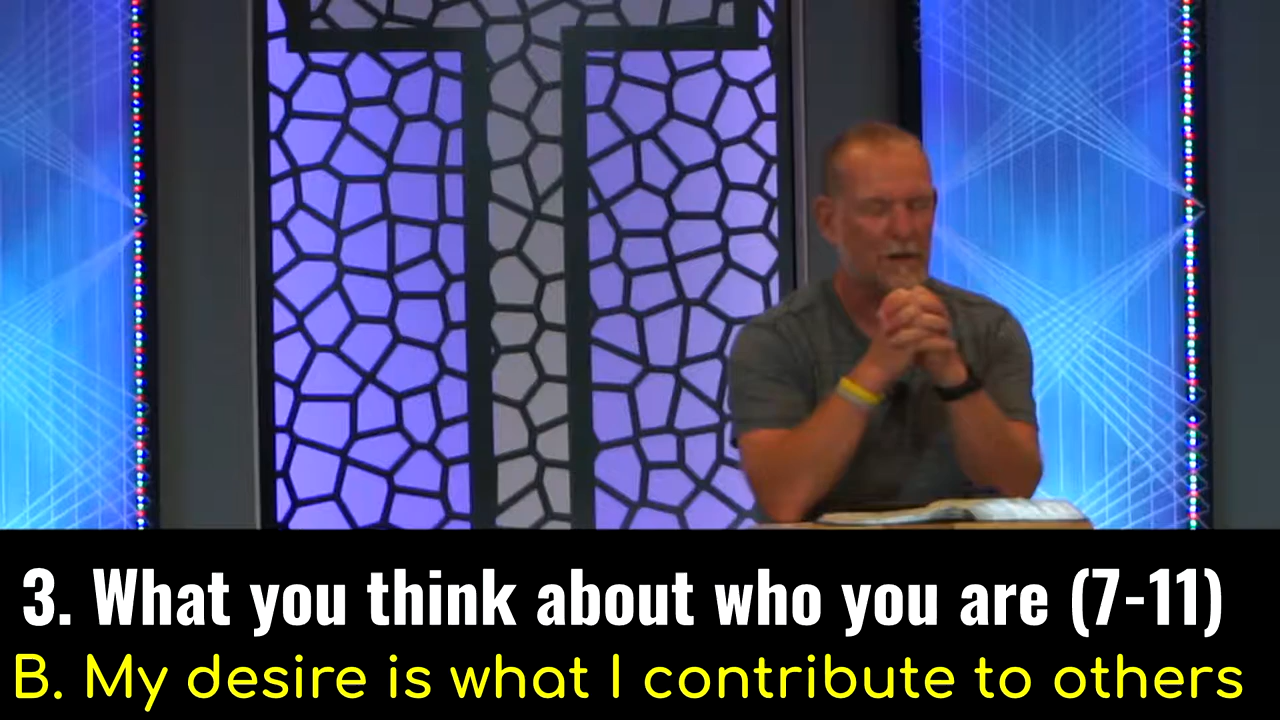 3. What you think about who you are (7-11)
B. My desire is what I contribute to others